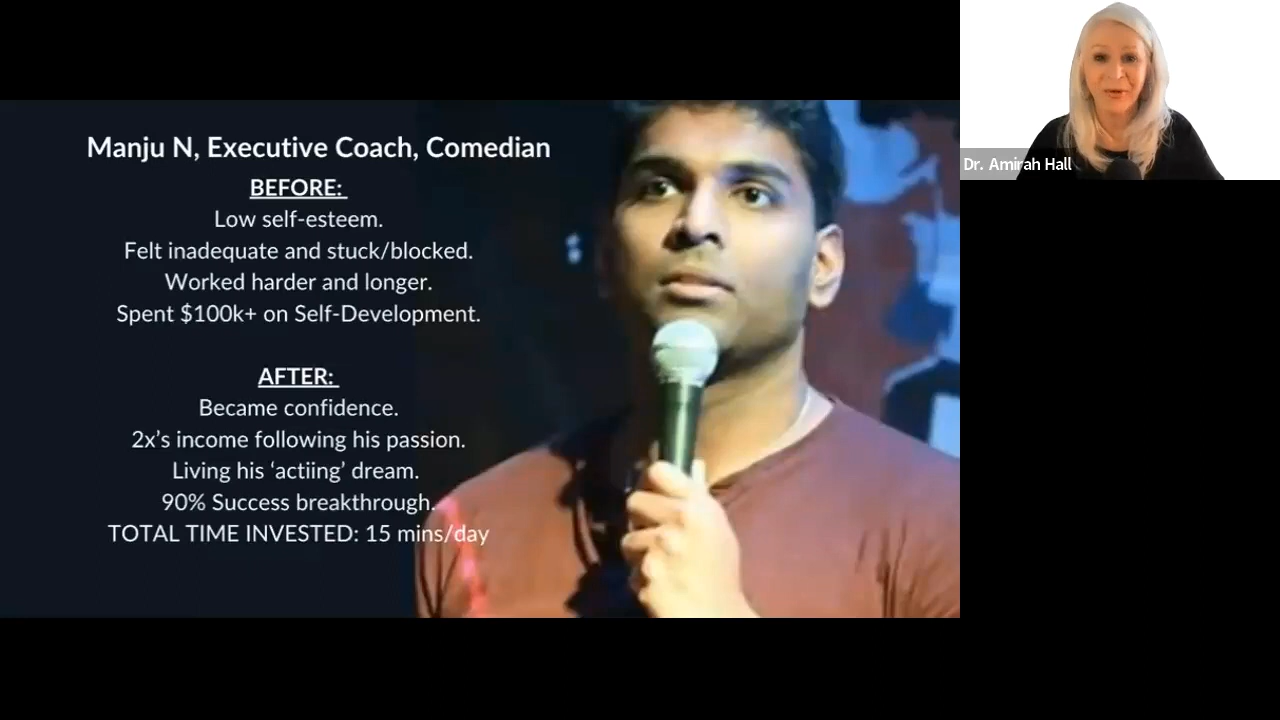 Manju N, Executive Coach, Comedian
BEFORE:
Low self-esteem.
Felt inadequate and stuck/blocked.
Worked harder and longer.
Spent $100k+ on Self-Development.
AFTER:
Became confidence.
2x's income following his passion.
Living his ‘actiing’ dream.
90% Success breakthrough.
TOTAL TIME INVESTED: 15 mins/day
Dr. Amirah Hall